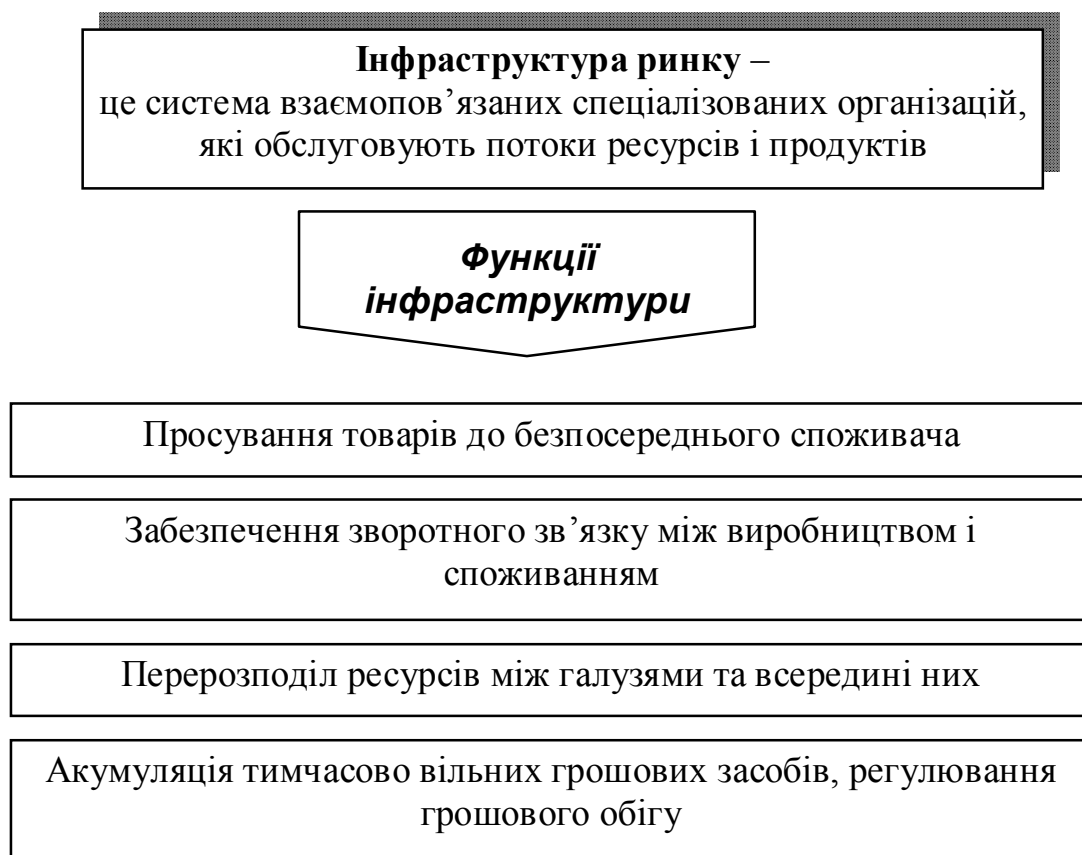 Інфраструктура ринку –
це система взаємопов’язаних спеціалізованих організацій,
які обслуговують потоки ресурсів і продуктів
Функції
інфраструктури
Просування товарів до безпосереднього споживача
Забезпечення зворотного зв’язку між виробництвом і
споживанням
Перерозподіл ресурсів між галузями та всередині них
Акумуляція тимчасово вільних грошових засобів, регулювання
грошового обігу